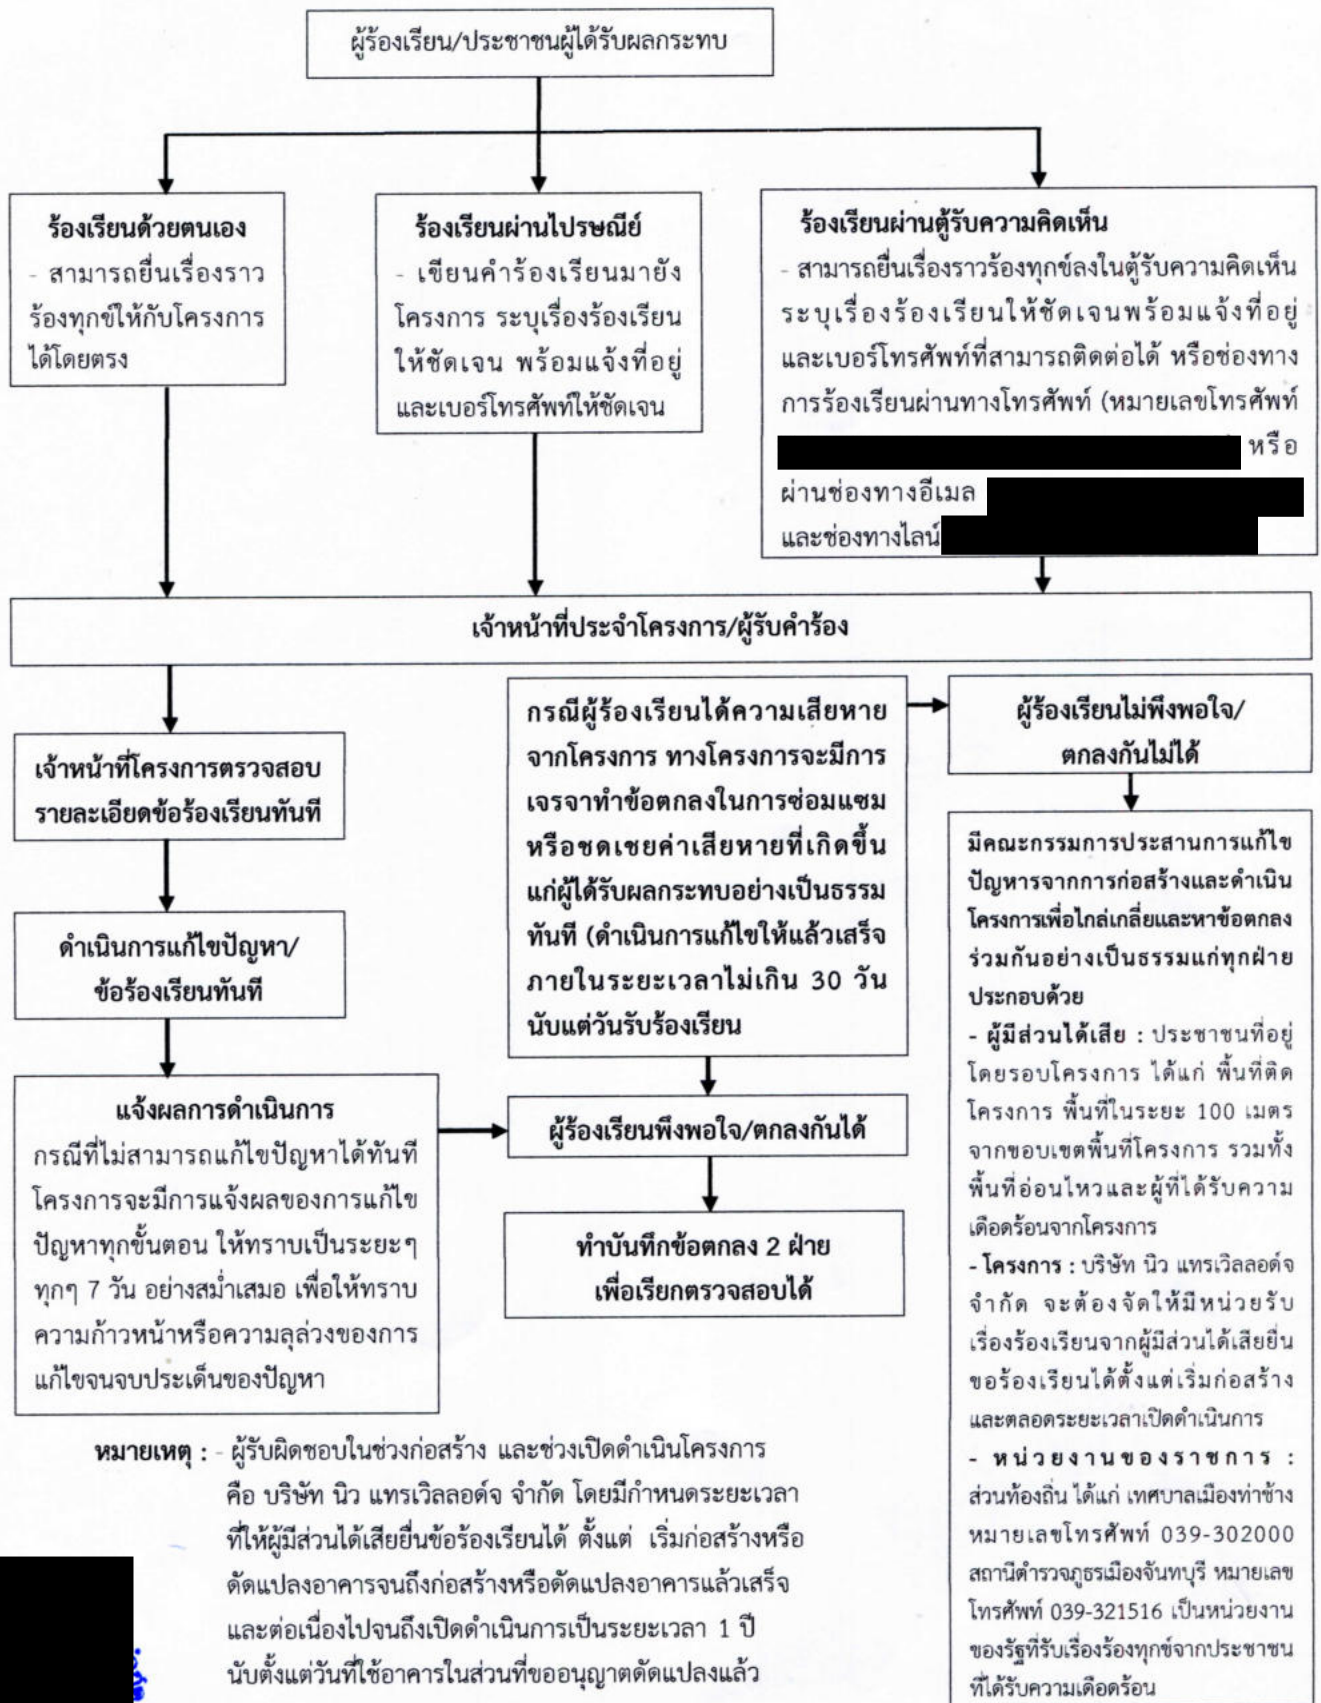 ผู้ร้องเรียน/ประชาชนผู้ได้รับผลกระทบ
ร้องเรียนด้วยตนเอง
- สามารถยื่นเรื่องราว
ร้องทุกข์ให้กับโครงการ
ได้โดยตรง
ร้องเรียนผ่านไปรษณีย์
- เขียนคำร้องเรียนมายัง
โครงการ ระบุเรื่องร้องเรียน
ให้ชัดเจน พร้อมแจ้งที่อยู่
และเบอร์โทรศัพท์ให้ชัดเจน
ร้องเรียนผ่านตู้รับความคิดเห็น
- สามารถยื่นเรื่องราวร้องทุกข์ลงในตู้รับความคิดเห็น
ระบุเรื่องร้องเรียนให้ชัดเจนพร้อมแจ้งที่อยู่
และเบอร์โทรศัพท์ที่สามารถติดต่อได้ หรือช่องทาง
การร้องเรียนผ่านทางโทรศัพท์ (หมายเลขโทรศัพท์
หรือ
ผ่านช่องทางอีเมล
และช่องทางไลน์
เจ้าหน้าที่ประจำโครงการ/ผู้รับคำร้อง
เจ้าหน้าที่โครงการตรวจสอบ
รายละเอียดข้อร้องเรียนทันที
ดำเนินการแก้ไขปัญหา/
ข้อร้องเรียนทันที
แจ้งผลการดำเนินการ
กรณีที่ไม่สามารถแก้ไขปัญหาได้ทันที
โครงการจะมีการแจ้งผลของการแก้ไข
ปัญหาทุกขั้นตอน ให้ทราบเป็นระยะๆ
ทุกๆ 7 วัน อย่างสม่ำเสมอ เพื่อให้ทราบ
ความก้าวหน้าหรือความลุล่วงของการ
แก้ไขจนจบประเด็นของปัญหา
กรณีผู้ร้องเรียนได้ความเสียหาย
จากโครงการ ทางโครงการจะมีการ
เจรจาทำข้อตกลงในการซ่อมแซม
หรือชดเชยค่าเสียหายที่เกิดขึ้น
แก่ผู้ได้รับผลกระทบอย่างเป็นธรรม
ทันที (ดำเนินการแก้ไขให้แล้วเสร็จ
ภายในระยะเวลาไม่เกิน 30 วัน
นับแต่วันรับร้องเรียน
ผู้ร้องเรียนพึงพอใจ/ตกลงกันได้
ทำบันทึกข้อตกลง 2 ฝ่าย
เพื่อเรียกตรวจสอบได้
ผู้ร้องเรียนไม่พึงพอใจ/
ตกลงกันไม่ได้
มีคณะกรรมการประสานการแก้ไข
ปัญหารจากการก่อสร้างและดำเนิน
โครงการเพื่อไกล่เกลี่ยและหาข้อตกลง
ร่วมกันอย่างเป็นธรรมแก่ทุกฝ่าย
ประกอบด้วย
- ผู้มีส่วนได้เสีย : ประชาชนที่อยู่
โดยรอบโครงการ ได้แก่ พื้นที่ติด
โครงการ พื้นที่ในระยะ 100 เมตร
จากขอบเขตพื้นที่โครงการ รวมทั้ง
พื้นที่อ่อนไหวและผู้ที่ได้รับความ
เดือดร้อนจากโครงการ
- โครงการ : บริษัท นิว แทรเวิลลอด์จ
จำกัด จะต้องจัดให้มีหน่วยรับ
เรื่องร้องเรียนจากผู้มีส่วนได้เสียยื่น
ขอร้องเรียนได้ตั้งแต่เริ่มก่อสร้าง
และตลอดระยะเวลาเปิดดำเนินการ
- หน่วยงานของราชการ :
ส่วนท้องถิ่น ได้แก่ เทศบาลเมืองท่าช้าง
หมายเลขโทรศัพท์ 039-302000
สถานีตำรวจภูธรเมืองจันทบุรี หมายเลข
โทรศัพท์ 039-321516 เป็นหน่วยงาน
ของรัฐที่รับเรื่องร้องทุกข์จากประชาชน
ที่ได้รับความเดือดร้อน
หมายเหตุ : - ผู้รับผิดชอบในช่วงก่อสร้าง และช่วงเปิดดำเนินโครงการ
คือ บริษัท นิว แทรเวิลลอด์จ จำกัด โดยมีกำหนดระยะเวลา
ที่ให้ผู้มีส่วนได้เสียยื่นข้อร้องเรียนได้ ตั้งแต่ เริ่มก่อสร้างหรือ
ดัดแปลงอาคารจนถึงก่อสร้างหรือดัดแปลงอาคารแล้วเสร็จ
และต่อเนื่องไปจนถึงเปิดดำเนินการเป็นระยะเวลา 1 ปี
นับตั้งแต่วันที่ใช้อาคารในส่วนที่ขออนุญาตดัดแปลงแล้ว